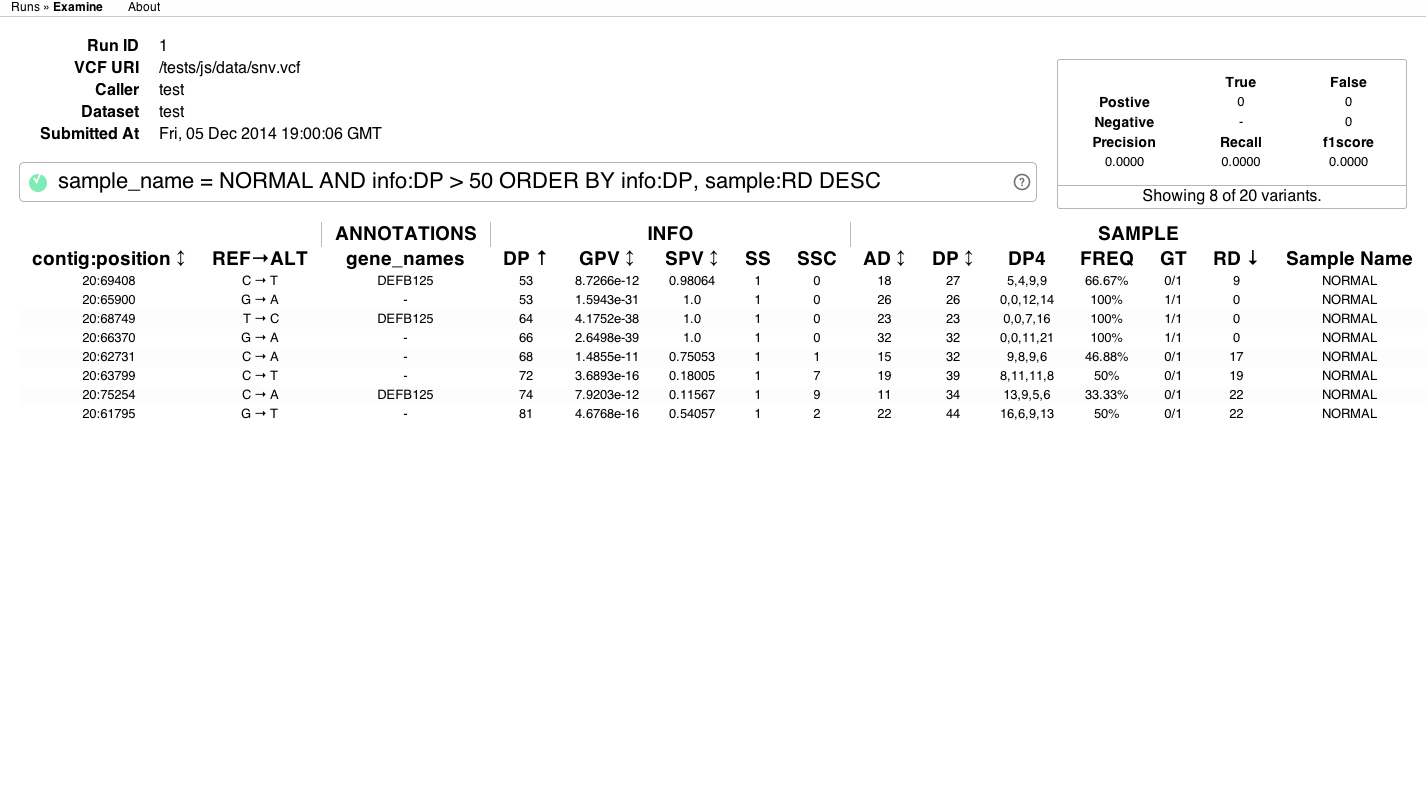 Runs » Examine About
Run ID 1
VCF URI /tests/js/data/snv.vcf
Caller test
Dataset test
Submitted At Fri, 05 Dec 2014 19:00:06 GMT
True False
Postive 0 0
Negative - 0
Precision Recall f1score
0.0000 0.0000 0.0000
Showing 8 of 20 variants.
sample_name = NORMAL AND info:DP > 50 ORDER BY info:DP, sample:RD DESC ?
ANNOTATIONS INFO SAMPLE
contig:position ↕ REF→ALT gene_names DP ↑ GPV ↕ SPV ↕ SS SSC AD ↕ DP ↕ DP4 FREQ GT RD ↓ Sample Name
20:69408 C → T DEFB125 53 8.7266e-12 0.98064 1 0 18 27 5,4,9,9 66.67% 0/1 9 NORMAL
20:65900 G → A - 53 1.5943e-31 1.0 1 0 26 26 0,0,12,14 100% 1/1 0 NORMAL
20:68749 T → C DEFB125 64 4.1752e-38 1.0 1 0 23 23 0,0,7,16 100% 1/1 0 NORMAL
20:66370 G → A - 66 2.6498e-39 1.0 1 0 32 32 0,0,11,21 100% 1/1 0 NORMAL
20:62731 C → A - 68 1.4855e-11 0.75053 1 1 15 32 9,8,9,6 46.88% 0/1 17 NORMAL
20:63799 C → T - 72 3.6893e-16 0.18005 1 7 19 39 8,11,11,8 50% 0/1 19 NORMAL
20:75254 C → A DEFB125 74 7.9203e-12 0.11567 1 9 11 34 13,9,5,6 33.33% 0/1 22 NORMAL
20:61795 G → T - 81 4.6768e-16 0.54057 1 2 22 44 16,6,9,13 50% 0/1 22 NORMAL